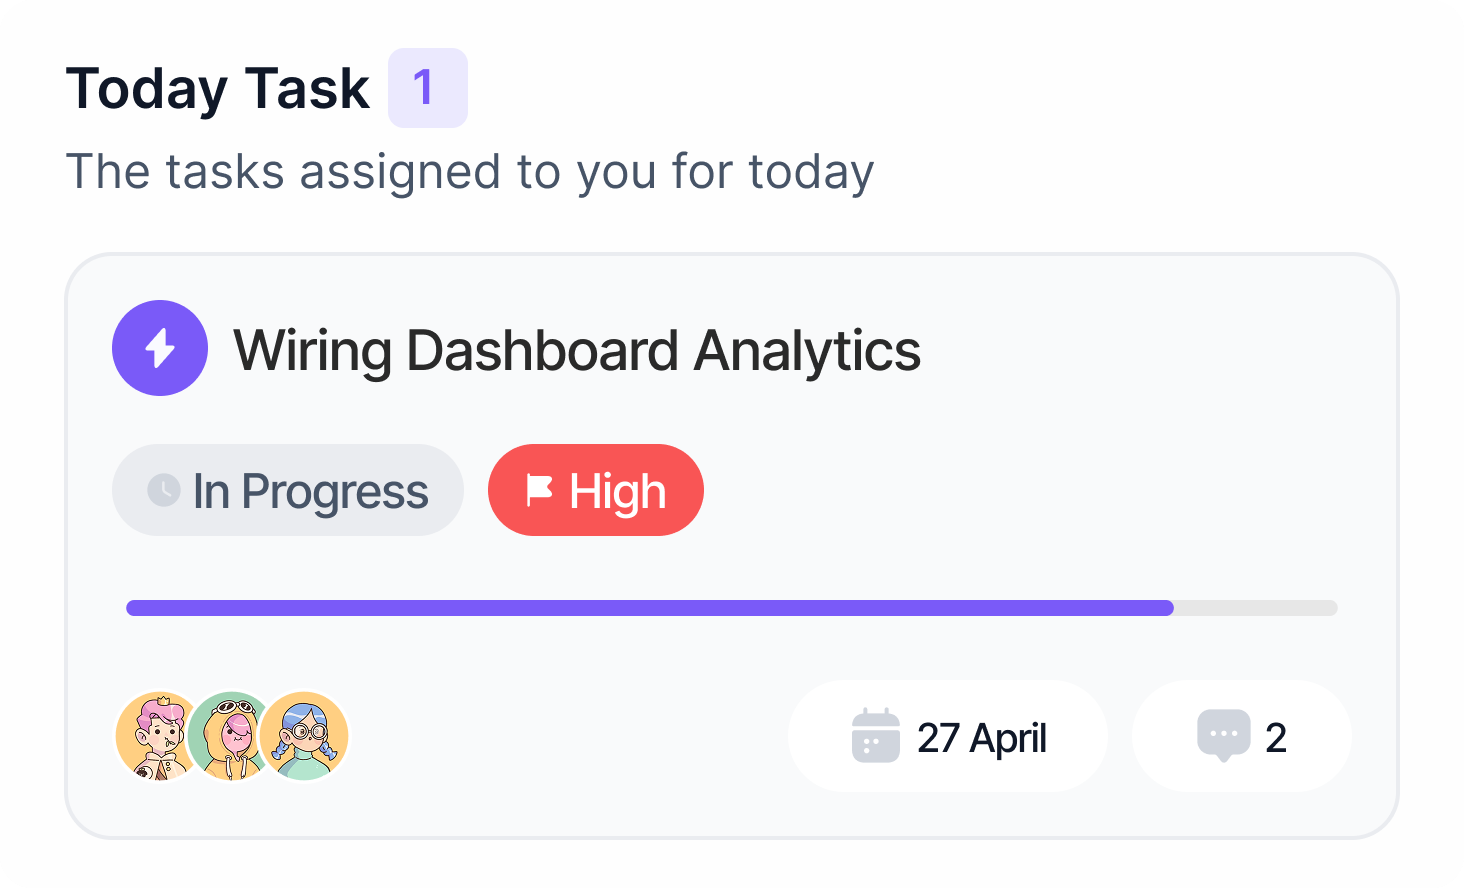 Today Task 1
The tasks assigned to you for today
Wiring Dashboard Analytics
In Progress High
27 April 2